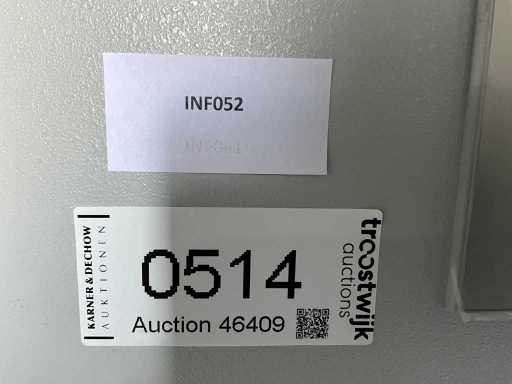 INF052
KARNER & DECHOW
AUKTIONEN
0514
Auction 46409
troostwijk
auctions